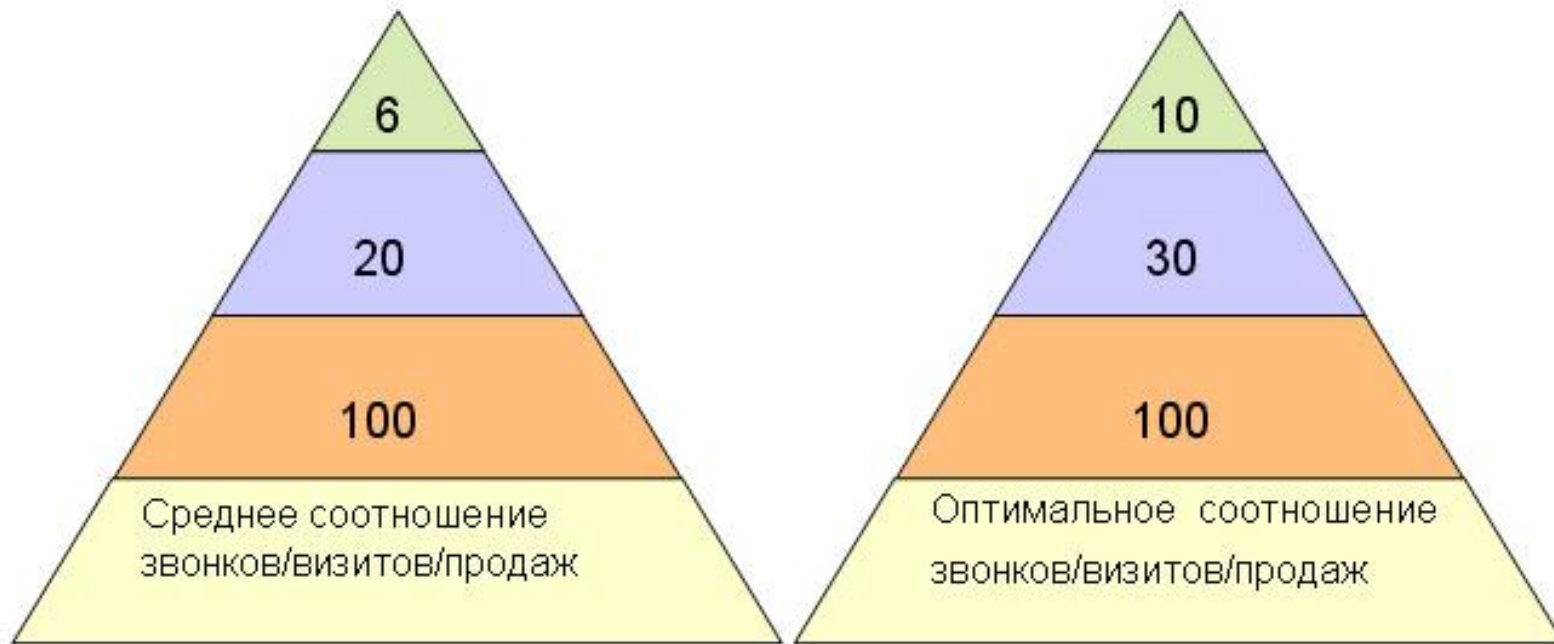 6
20
100
Среднее соотношение
звонков/визитов/продаж
10
30
100
Оптимальное соотношение
звонков/визитов/продаж